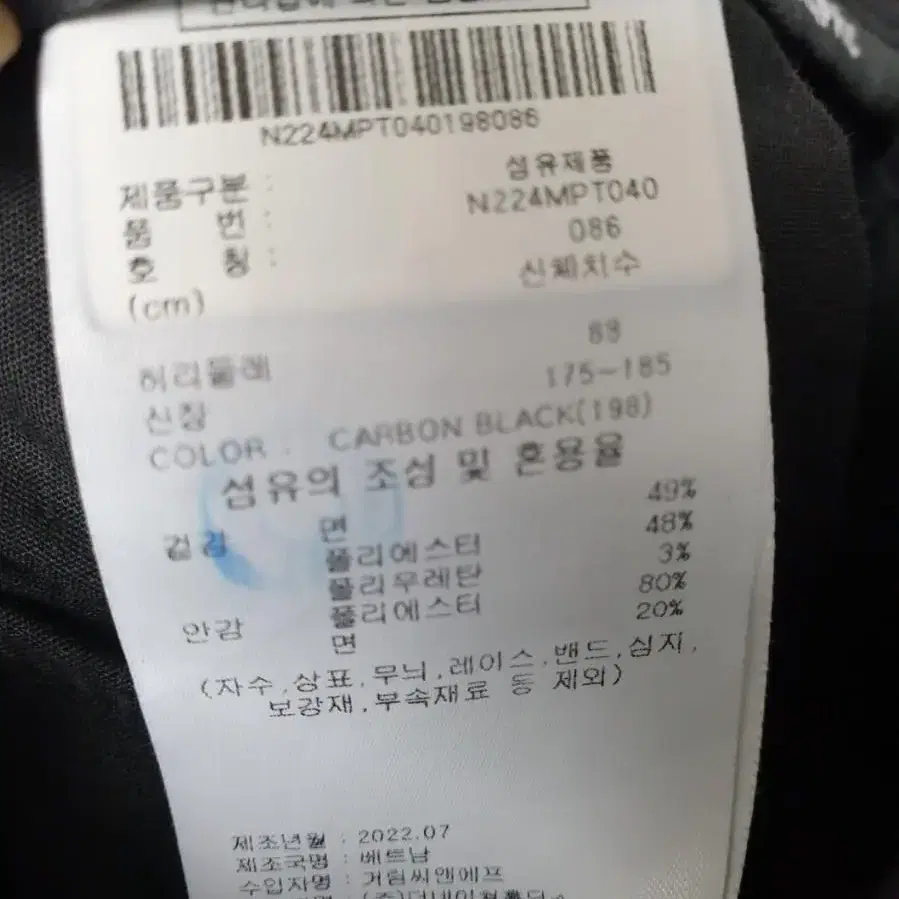 N224MPT040198086
제품구분 : 섬유제품
품 번 : N224MPT040
호 칭 : 086
(cm) 신체치수
허리둘레 88
신장 175-185
COLOR : CARBON BLACK(198)
섬유의 조성 및 혼용율
겉감 면 49%
폴리에스터 48%
폴리우레탄 3%
안감 폴리에스터 80%
면 20%
(자수,상표,무늬,레이스,밴드,심지,
보강재,부속재료 등 제외)
제조년월 : 2022.07
제조국명 : 베트남
수입자명 : 거림씨앤에프